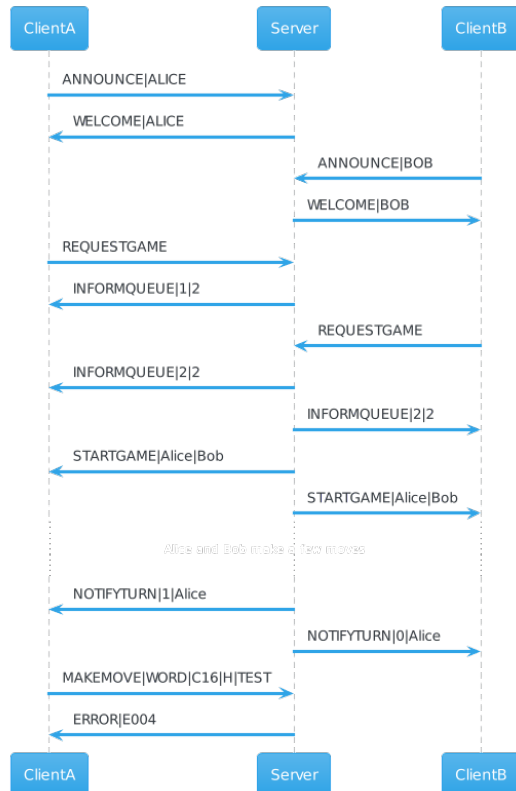 ClientA Server ClientB
ANNOUNCE|ALICE
WELCOME|ALICE
ANNOUNCE|BOB
WELCOME|BOB
REQUESTGAME
INFORMQUEUE|1|2
REQUESTGAME
INFORMQUEUE|2|2
INFORMQUEUE|2|2
STARTGAME|Alice|Bob
STARTGAME|Alice|Bob
Alice and Bob make a few moves
NOTIFYTURN|1|Alice
NOTIFYTURN|0|Alice
MAKEMOVE|WORD|C16|H|TEST
ERROR|E004
ClientA Server ClientB